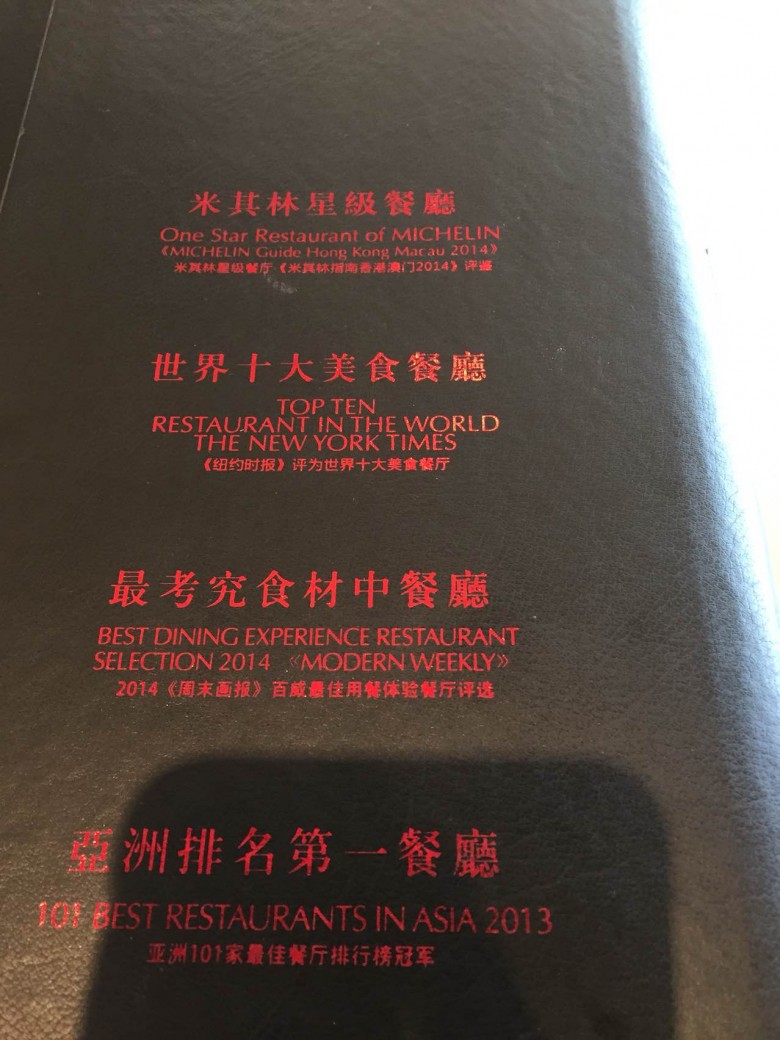 米其林星級餐廳
One Star Restaurant of MICHELIN
《MICHELIN Guide Hong Kong Macau 2014》
米其林星级餐厅《米其林指南香港澳门2014》评鉴
世界十大美食餐廳
TOP TEN
RESTAURANT IN THE WORLD
THE NEW YORK TIMES
《纽约时报》评为世界十大美食餐厅
最考究食材中餐廳
BEST DINING EXPERIENCE RESTAURANT
SELECTION 2014 《MODERN WEEKLY》
2014《周末画报》百威最佳用餐体验餐厅评选
亞洲排名第一餐廳
101 BEST RESTAURANTS IN ASIA 2013
亚洲101家最佳餐厅排行榜冠军